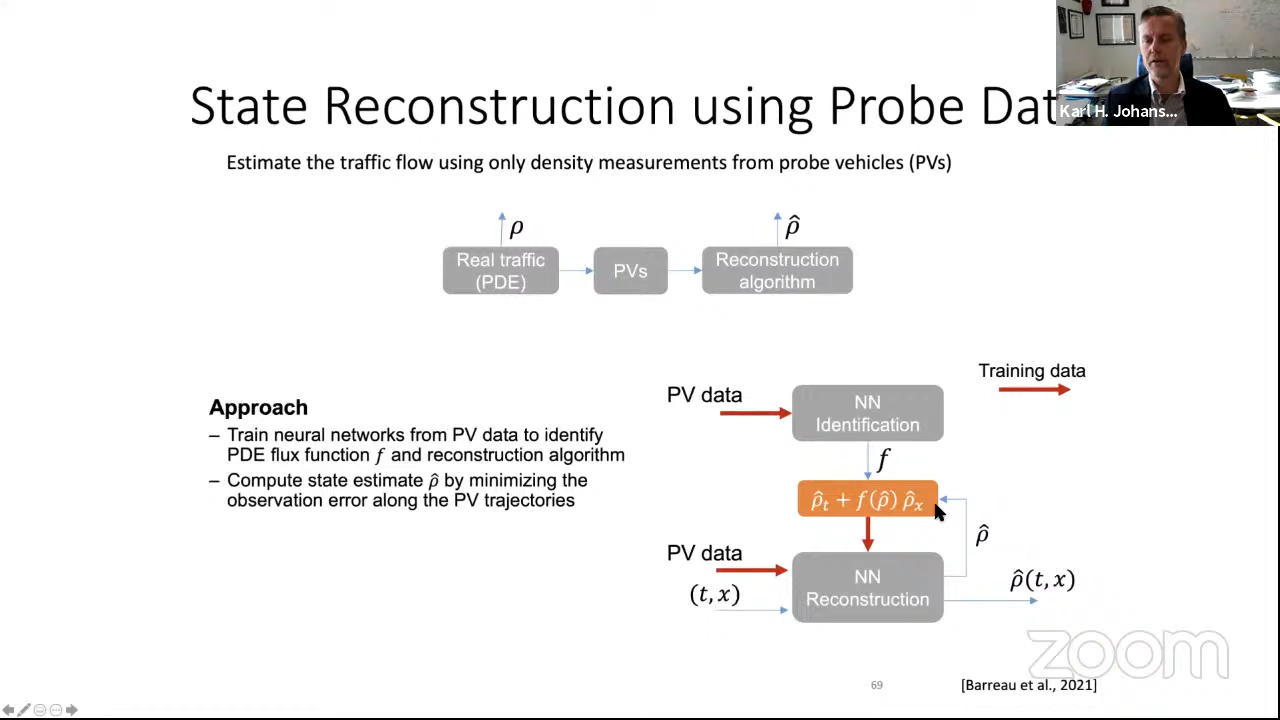 State Reconstruction using Probe Dat
Karl H. Johans...
Estimate the traffic flow using only density measurements from probe vehicles (PVs)
ρ
ρ̂
Real traffic
(PDE)
PVs
Reconstruction
algorithm
Training data
PV data
NN
Identification
Approach
– Train neural networks from PV data to identify
PDE flux function f and reconstruction algorithm
– Compute state estimate ρ̂ by minimizing the
observation error along the PV trajectories
f
ρ̂ₜ + f(ρ̂) ρ̂ₓ
ρ̂
PV data
(t, x)
NN
Reconstruction
ρ̂(t, x)
zoom
69
[Barreau et al., 2021]